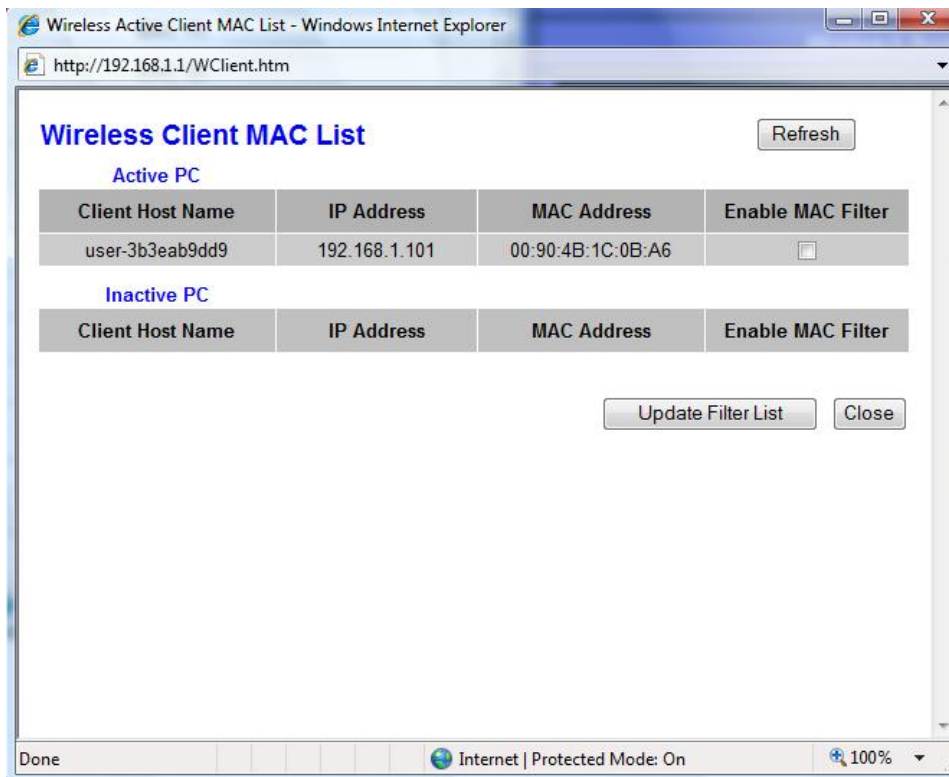 Wireless Active Client MAC List - Windows Internet Explorer
http://192.168.1.1/WClient.htm
Wireless Client MAC List
Refresh
Active PC
Client Host Name IP Address MAC Address Enable MAC Filter
user-3b3eab9dd9 192.168.1.101 00:90:4B:1C:0B:A6
Inactive PC
Client Host Name IP Address MAC Address Enable MAC Filter
Update Filter List Close
Done Internet | Protected Mode: On 100%